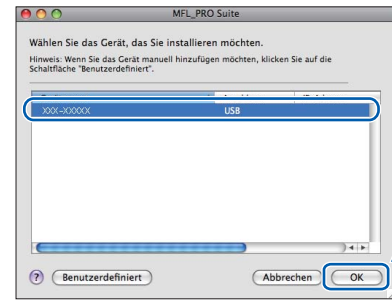 MFL_PRO Suite
Wählen Sie das Gerät, das Sie installieren möchten.
Hinweis: Wenn Sie das Gerät manuell hinzufügen möchten, klicken Sie auf die
Schaltfläche "Benutzerdefiniert".
XXX-XXXXX USB
? Benutzerdefiniert Abbrechen OK